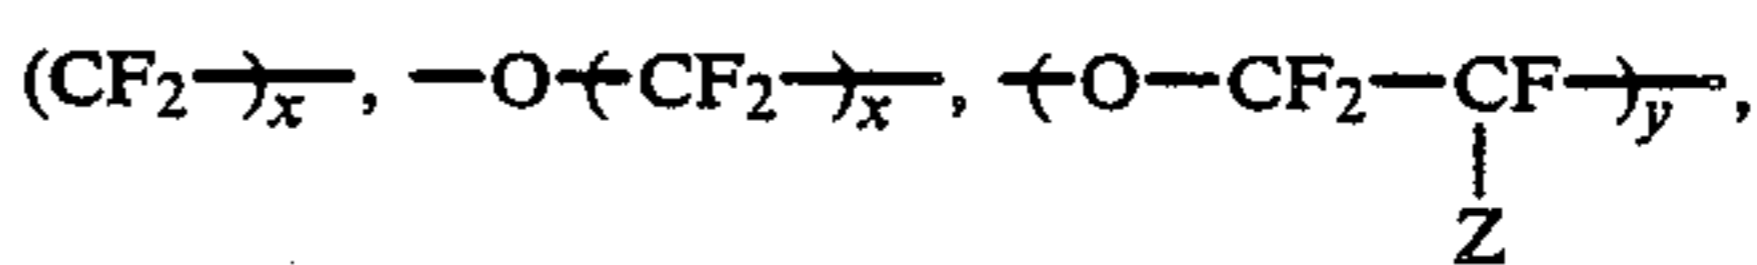 (CF₂—)x—, —O—(CF₂—)x—, —(O—CF₂—CF—)y—,
Z